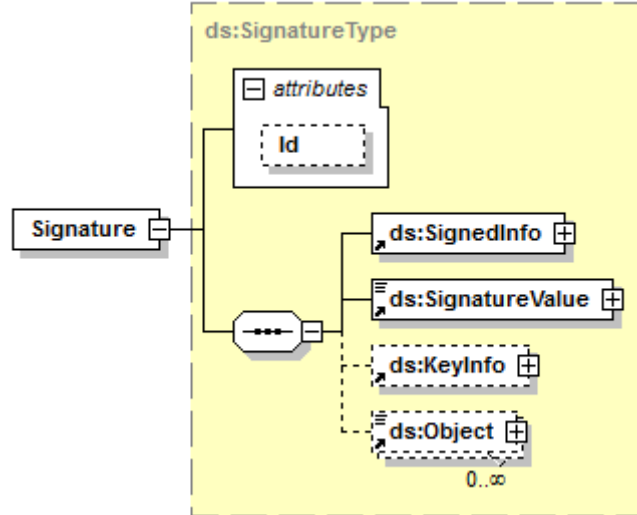 ds:SignatureType
attributes
Id
Signature
ds:SignedInfo
ds:SignatureValue
ds:KeyInfo
ds:Object
0..∞